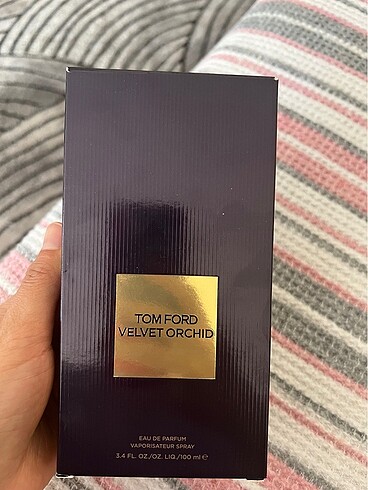 TOM FORD
VELVET ORCHID
EAU DE PARFUM
VAPORISATEUR SPRAY
3.4 FL. OZ./OZ. LIQ./100 ml ℮